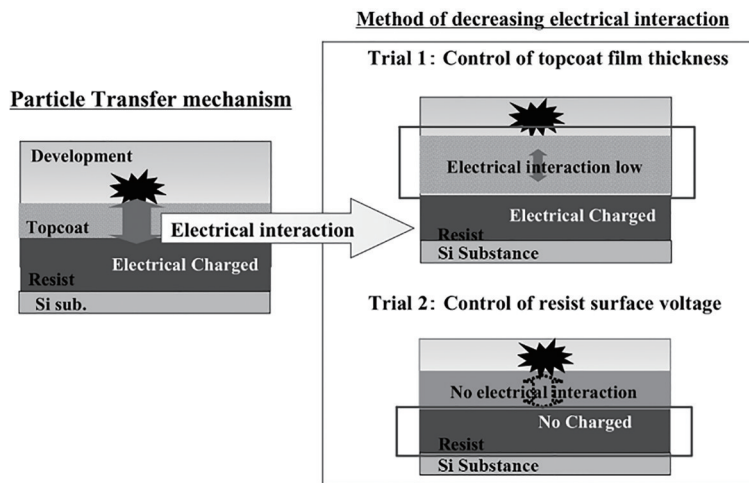 Method of decreasing electrical interaction
Trial 1: Control of topcoat film thickness
Particle Transfer mechanism
Development
Topcoat
Electrical Charged
Resist
Si sub.
Electrical interaction
Electrical interaction low
Electrical Charged
Resist
Si Substance
Trial 2: Control of resist surface voltage
No electrical interaction
No Charged
Resist
Si Substance